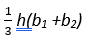 -1/3 h(b₁ +b₂)